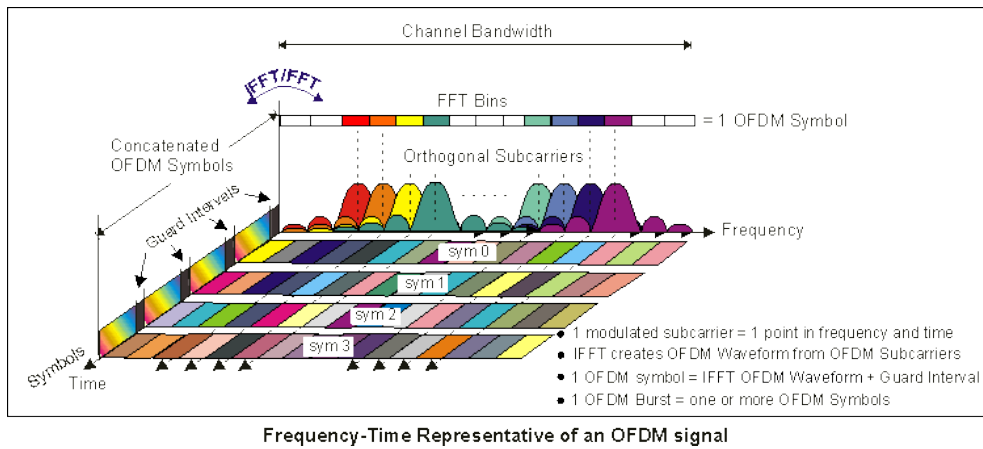 Channel Bandwidth
IFFT/FFT
FFT Bins
= 1 OFDM Symbol
Concatenated
OFDM Symbols
Orthogonal Subcarriers
Guard Intervals
Frequency
sym 0
sym 1
sym 2
sym 3
Symbols
Time
1 modulated subcarrier = 1 point in frequency and time
IFFT creates OFDM Waveform from OFDM Subcarriers
1 OFDM symbol = IFFT OFDM Waveform + Guard Interval
1 OFDM Burst = one or more OFDM Symbols
Frequency-Time Representative of an OFDM signal